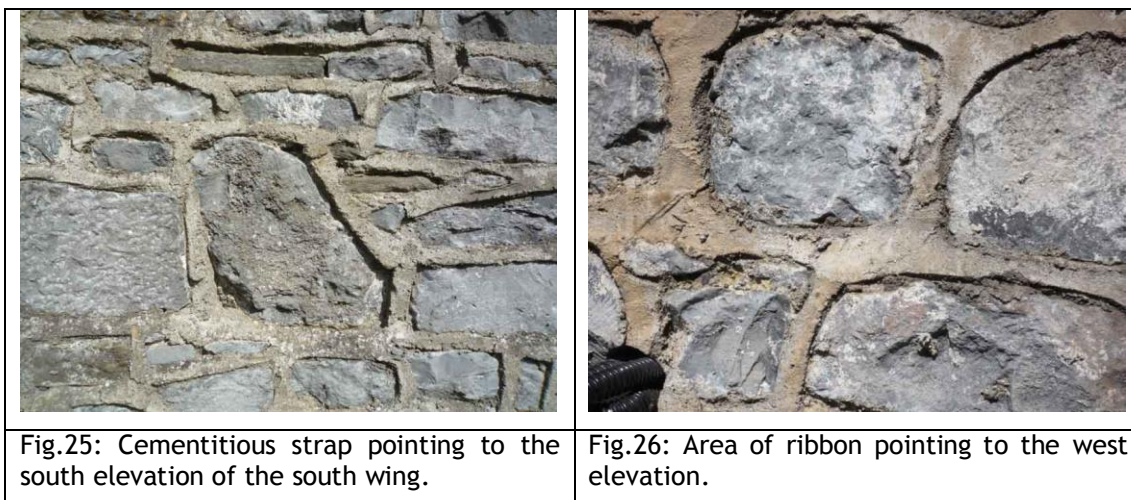 Fig.25: Cementitious strap pointing to the
south elevation of the south wing.
Fig.26: Area of ribbon pointing to the west
elevation.